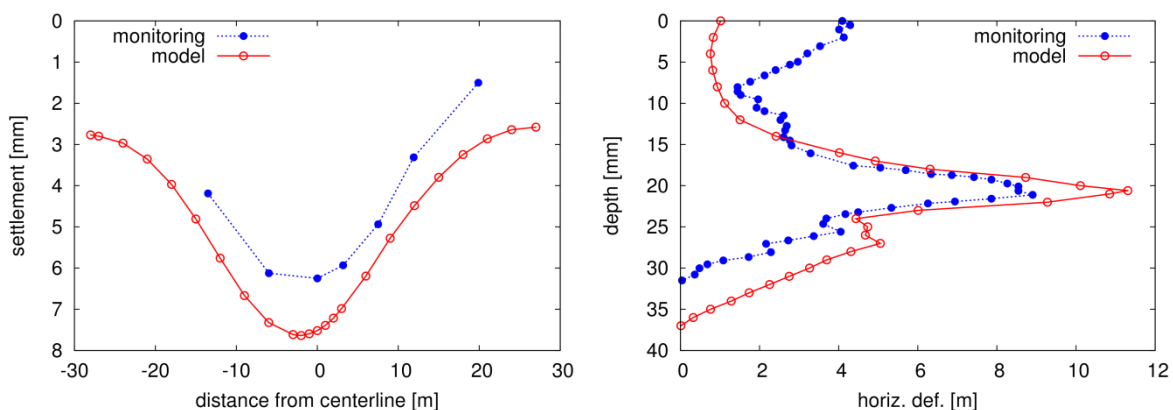 monitoring
model
0
1
2
3
4
5
6
7
8
settlement [mm]
-30 -20 -10 0 10 20 30
distance from centerline [m]
monitoring
model
0
5
10
15
20
25
30
35
40
depth [mm]
0 2 4 6 8 10 12
horiz. def. [m]